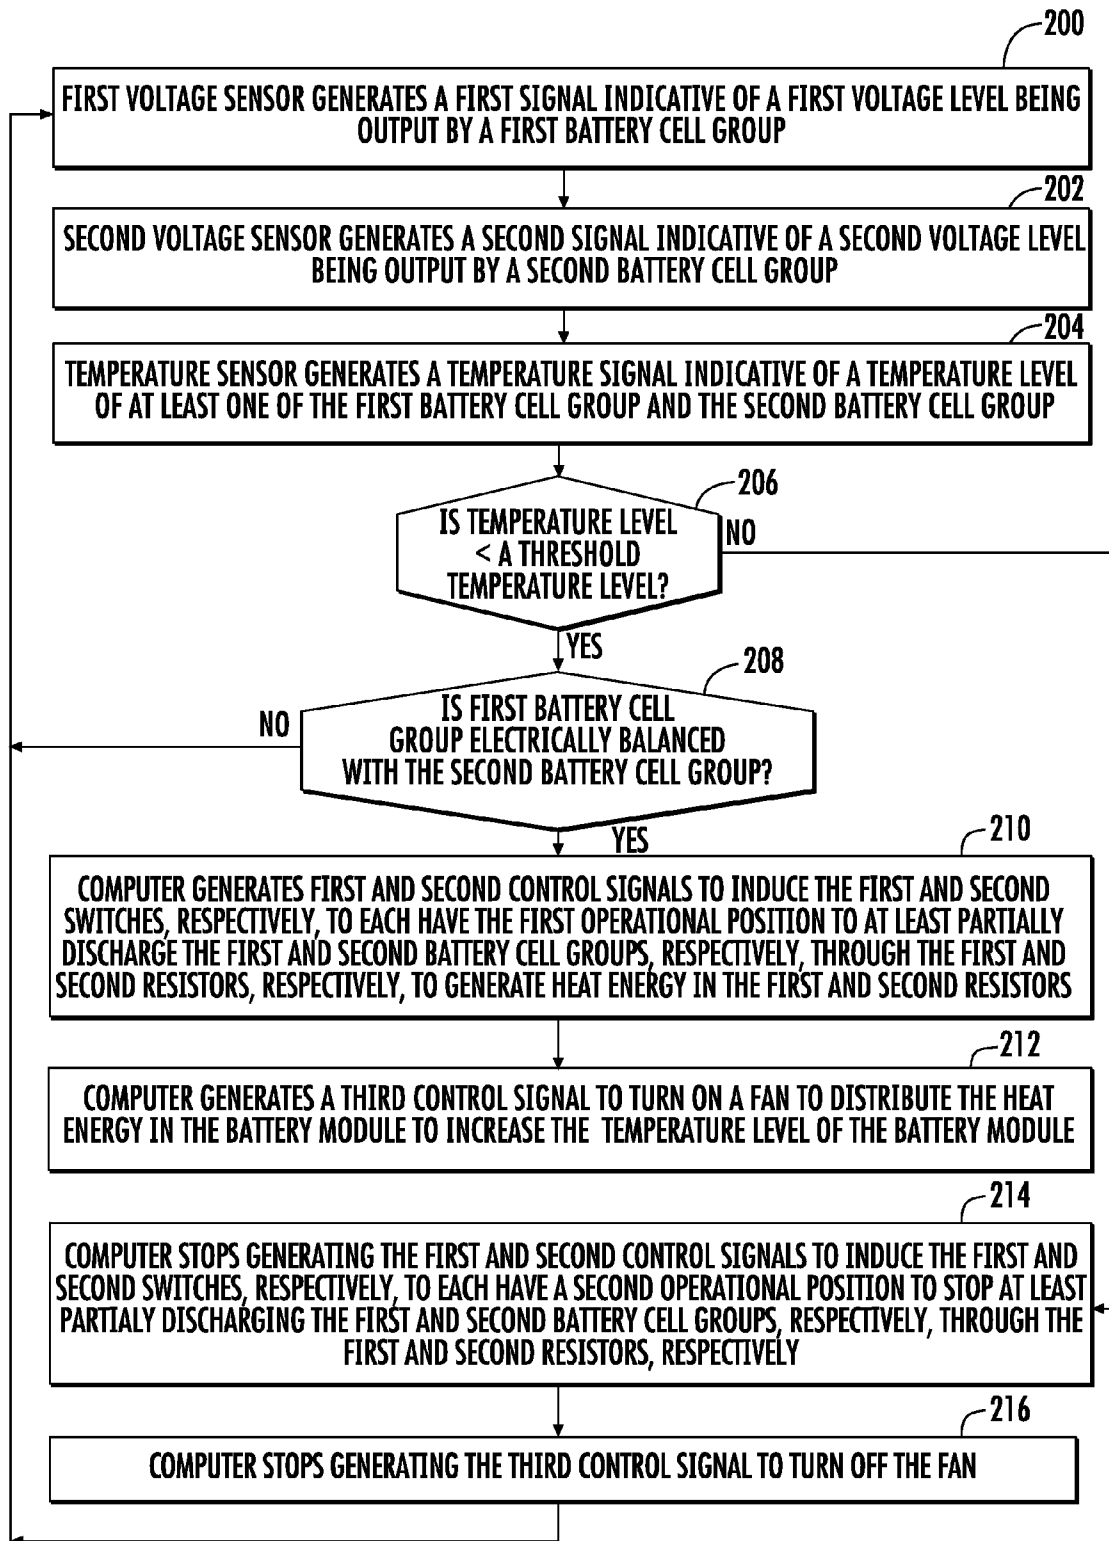 200
FIRST VOLTAGE SENSOR GENERATES A FIRST SIGNAL INDICATIVE OF A FIRST VOLTAGE LEVEL BEING
OUTPUT BY A FIRST BATTERY CELL GROUP
202
SECOND VOLTAGE SENSOR GENERATES A SECOND SIGNAL INDICATIVE OF A SECOND VOLTAGE LEVEL
BEING OUTPUT BY A SECOND BATTERY CELL GROUP
204
TEMPERATURE SENSOR GENERATES A TEMPERATURE SIGNAL INDICATIVE OF A TEMPERATURE LEVEL
OF AT LEAST ONE OF THE FIRST BATTERY CELL GROUP AND THE SECOND BATTERY CELL GROUP
206
IS TEMPERATURE LEVEL
< A THRESHOLD
TEMPERATURE LEVEL?
NO
YES
208
IS FIRST BATTERY CELL
GROUP ELECTRICALLY BALANCED
WITH THE SECOND BATTERY CELL GROUP?
NO
YES
210
COMPUTER GENERATES FIRST AND SECOND CONTROL SIGNALS TO INDUCE THE FIRST AND SECOND
SWITCHES, RESPECTIVELY, TO EACH HAVE THE FIRST OPERATIONAL POSITION TO AT LEAST PARTIALLY
DISCHARGE THE FIRST AND SECOND BATTERY CELL GROUPS, RESPECTIVELY, THROUGH THE FIRST AND
SECOND RESISTORS, RESPECTIVELY, TO GENERATE HEAT ENERGY IN THE FIRST AND SECOND RESISTORS
212
COMPUTER GENERATES A THIRD CONTROL SIGNAL TO TURN ON A FAN TO DISTRIBUTE THE HEAT
ENERGY IN THE BATTERY MODULE TO INCREASE THE TEMPERATURE LEVEL OF THE BATTERY MODULE
214
COMPUTER STOPS GENERATING THE FIRST AND SECOND CONTROL SIGNALS TO INDUCE THE FIRST AND
SECOND SWITCHES, RESPECTIVELY, TO EACH HAVE A SECOND OPERATIONAL POSITION TO STOP AT LEAST
PARTIALY DISCHARGING THE FIRST AND SECOND BATTERY CELL GROUPS, RESPECTIVELY, THROUGH THE
FIRST AND SECOND RESISTORS, RESPECTIVELY
216
COMPUTER STOPS GENERATING THE THIRD CONTROL SIGNAL TO TURN OFF THE FAN